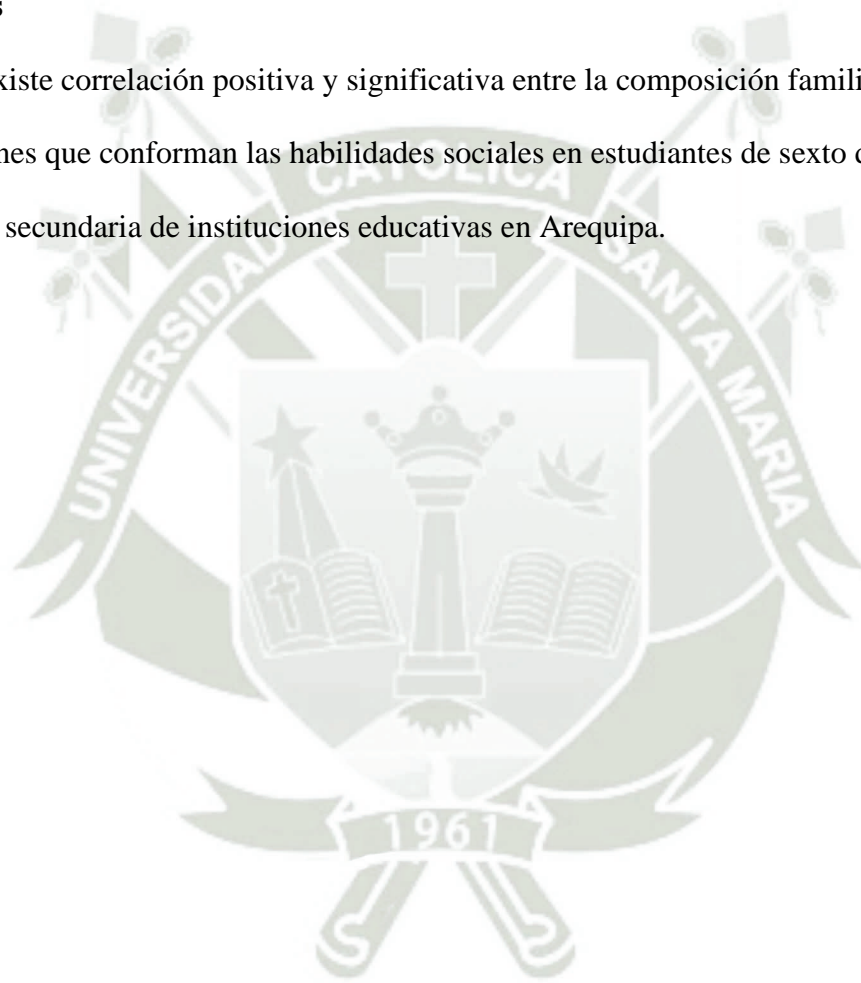 xiste correlación positiva y significativa entre la composición famili
nes que conforman las habilidades sociales en estudiantes de sexto
secundaria de instituciones educativas en Arequipa.
UNIVERSIDAD CATOLICA SANTA MARIA
1961